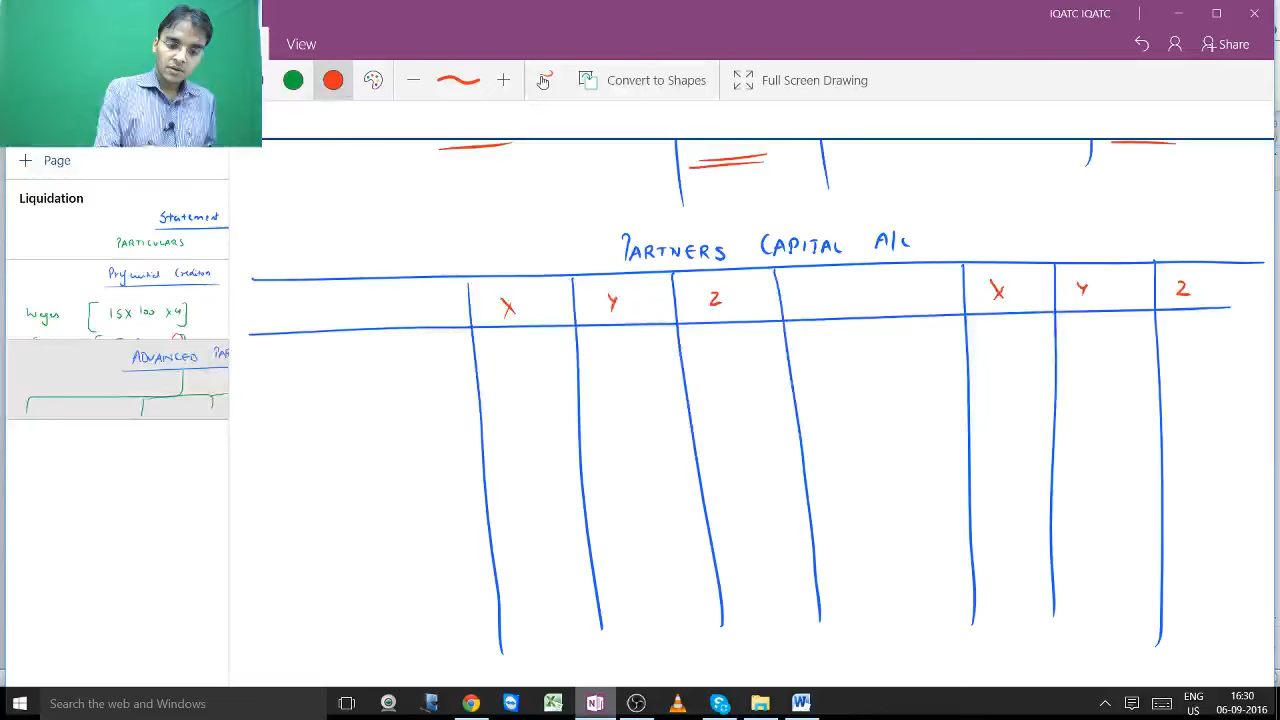 IQATC IQATC
View
Share
Convert to Shapes
Full Screen Drawing
Page
Liquidation
Statement
PARTICULARS
Preferential Creditors
Wages [15 x 100 x 4]
ADVANCED PAR
PARTNERS CAPITAL A/C
X Y Z X Y Z
Search the web and Windows
ENG
US
16:30
06-09-2016